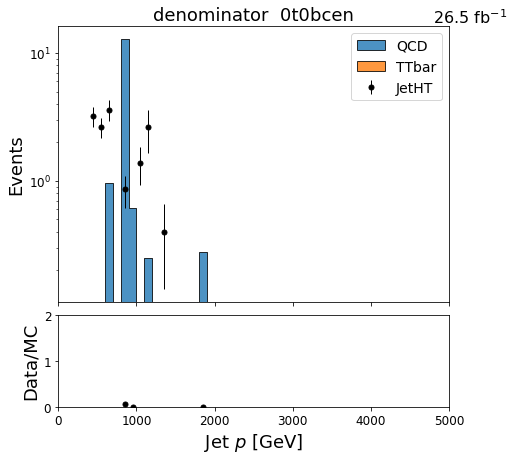 denominator 0t0bcen
26.5 fb⁻¹
QCD
TTbar
JetHT
Events
10¹
10⁰
Data/MC
2
1
0
0 1000 2000 3000 4000 5000
Jet p [GeV]